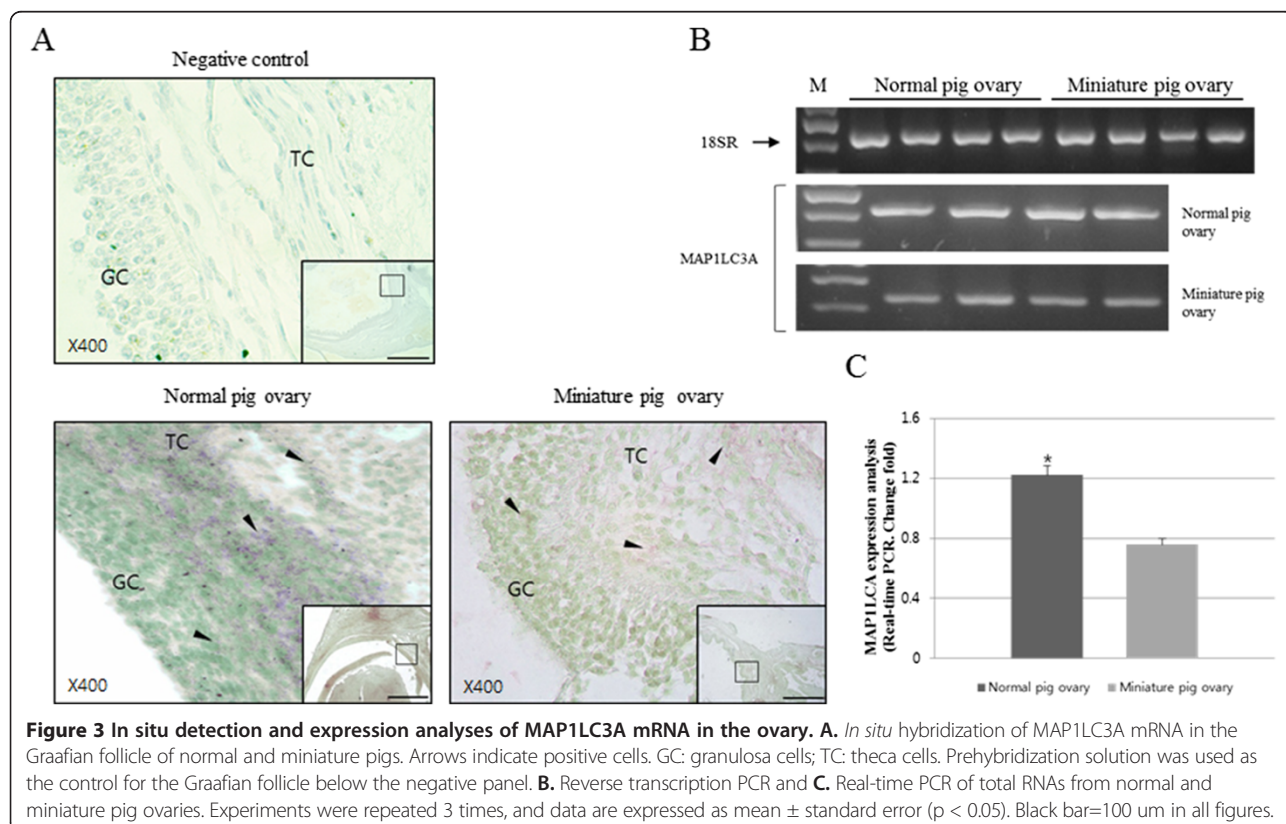 A
Negative control
TC
GC
X400
Normal pig ovary
TC
GC
X400
Miniature pig ovary
TC
GC
X400
B
M
Normal pig ovary
Miniature pig ovary
18SR
MAP1LC3A
Normal pig
ovary
Miniature pig
ovary
C
MAP1LCA expression analysis
(Real-time PCR. Change fold)
1.6
1.2
0.8
0.4
0
*
Normal pig ovary
Miniature pig ovary
Figure 3 In situ detection and expression analyses of MAP1LC3A mRNA in the ovary. A. In situ hybridization of MAP1LC3A mRNA in the
Graafian follicle of normal and miniature pigs. Arrows indicate positive cells. GC: granulosa cells; TC: theca cells. Prehybridization solution was used as
the control for the Graafian follicle below the negative panel. B. Reverse transcription PCR and C. Real-time PCR of total RNAs from normal and
miniature pig ovaries. Experiments were repeated 3 times, and data are expressed as mean ± standard error (p < 0.05). Black bar=100 um in all figures.